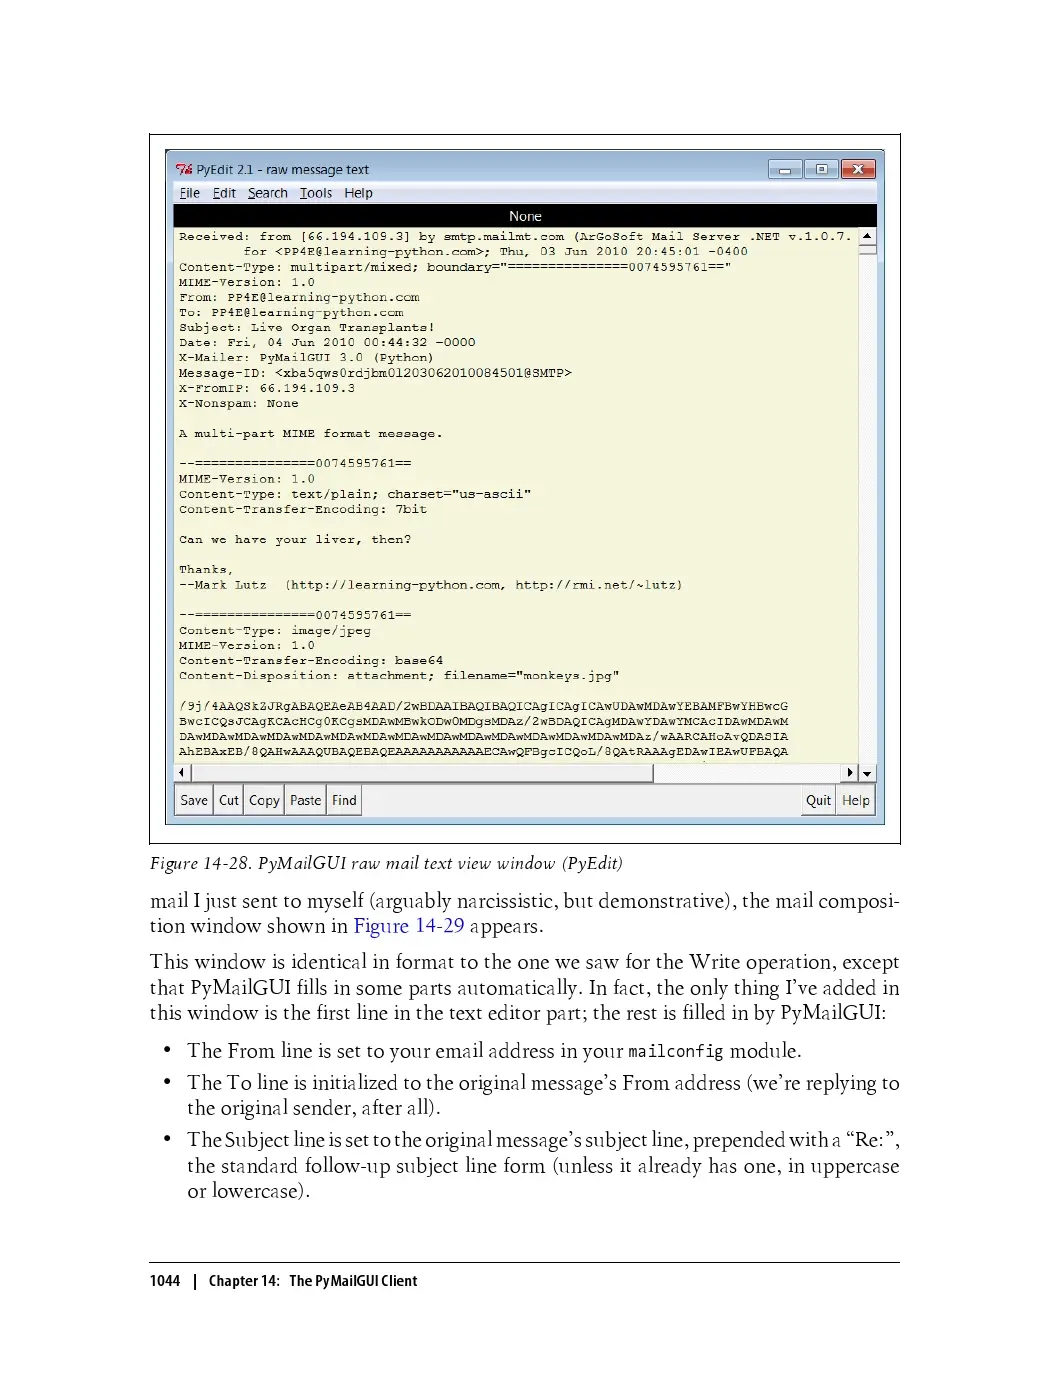 PyEdit 2.1 - raw message text
File Edit Search Tools Help
None
Received: from [66.194.109.3] by smtp.mailmt.com (ArGoSoft Mail Server .NET v.1.0.7.
for <PP4E@learning-python.com>; Thu, 03 Jun 2010 20:45:01 -0400
Content-Type: multipart/mixed; boundary="===============0074595761=="
MIME-Version: 1.0
From: PP4E@learning-python.com
To: PP4E@learning-python.com
Subject: Live Organ Transplants!
Date: Fri, 04 Jun 2010 00:44:32 -0000
X-Mailer: PyMailGUI 3.0 (Python)
Message-ID: <xba5qws0rdjbm01203062010084501@SMTP>
X-FromIP: 66.194.109.3
X-Nonspam: None
A multi-part MIME format message.
--===============0074595761==
MIME-Version: 1.0
Content-Type: text/plain; charset="us-ascii"
Content-Transfer-Encoding: 7bit
Can we have your liver, then?
Thanks,
--Mark Lutz  (http://learning-python.com, http://rmi.net/~lutz)
--===============0074595761==
Content-Type: image/jpeg
MIME-Version: 1.0
Content-Transfer-Encoding: base64
Content-Disposition: attachment; filename="monkeys.jpg"
/9j/4AAQSkZJRgABAQEAeAB4AAD/2wBDAAIBAQIBAQICAgICAgICAwUDAwMDAwYEBAMFBwYHBwcG
BwcICQsJCAgKCAcHCg0KCgsMDAwMBwkODw0MDgsMDAz/2wBDAQICAgMDAwYDAwYMCAcIDAwMDAwM
DAwMDAwMDAwMDAwMDAwMDAwMDAwMDAwMDAwMDAwMDAwMDAwMDAwMDAwMDAz/wAARCAHoAvQDASIA
AhEBAxEB/8QAHwAAAQUBAQEBAQEAAAAAAAAAAAECAwQFBgcICQoL/8QAtRAAAgEDAwIEAwUFBAQA
Save Cut Copy Paste Find Quit Help
Figure 14-28. PyMailGUI raw mail text view window (PyEdit)
mail I just sent to myself (arguably narcissistic, but demonstrative), the mail composi-
tion window shown in Figure 14-29 appears.
This window is identical in format to the one we saw for the Write operation, except
that PyMailGUI fills in some parts automatically. In fact, the only thing I've added in
this window is the first line in the text editor part; the rest is filled in by PyMailGUI:
• The From line is set to your email address in your mailconfig module.
• The To line is initialized to the original message's From address (we're replying to
the original sender, after all).
• The Subject line is set to the original message's subject line, prepended with a “Re:”,
the standard follow-up subject line form (unless it already has one, in uppercase
or lowercase).
1044 | Chapter 14: The PyMailGUI Client